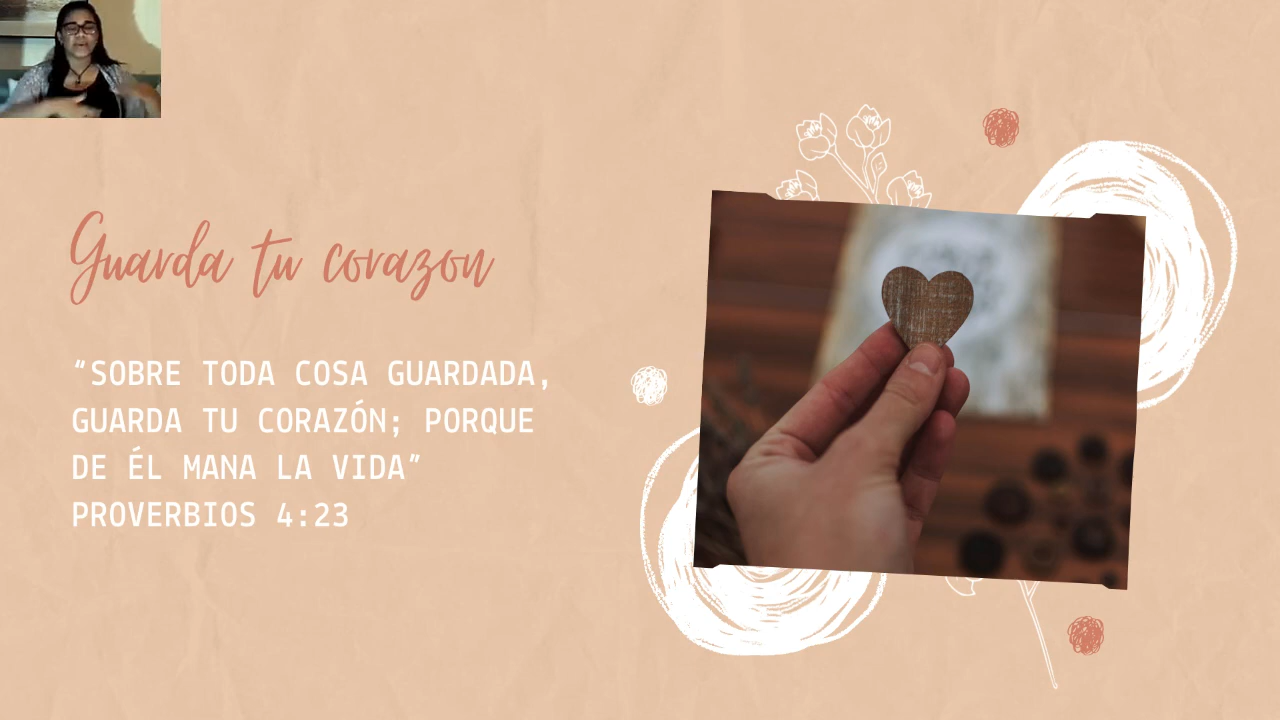 Guarda tu corazon
“SOBRE TODA COSA GUARDADA,
GUARDA TU CORAZÓN; PORQUE
DE ÉL MANA LA VIDA”
PROVERBIOS 4:23